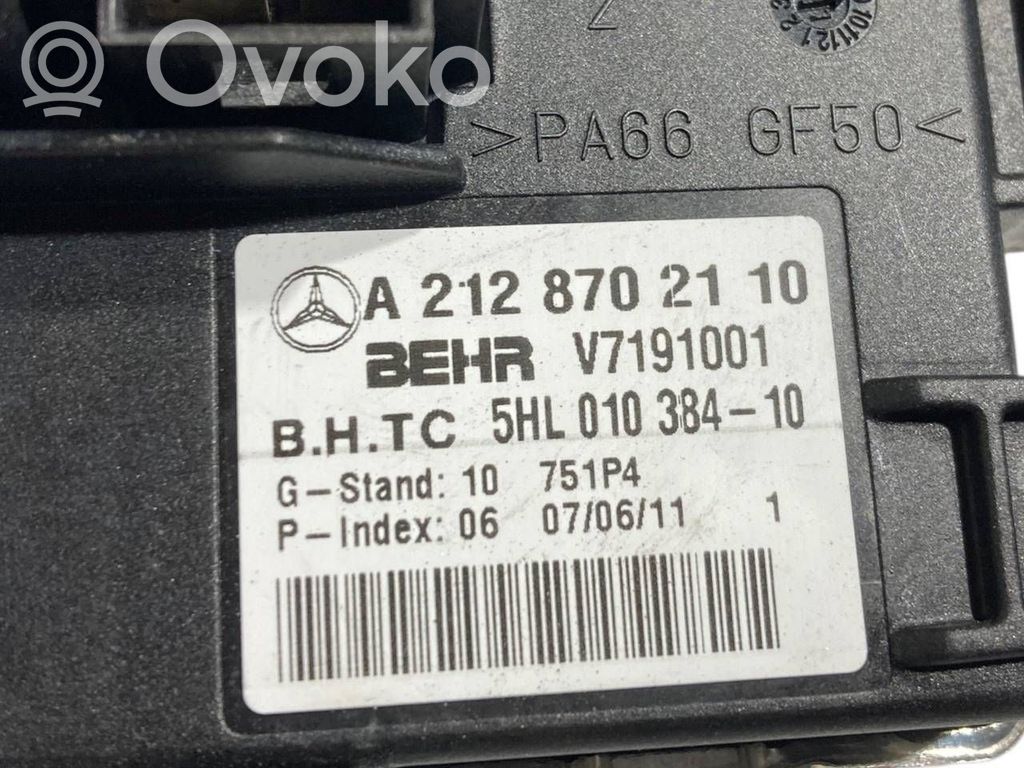 Ovoko
>PA66 GF50<
A 212 870 21 10
BEHR V7191001
B.H.TC 5HL 010 384-10
G-Stand: 10 751P4
P-Index: 06 07/06/11 1